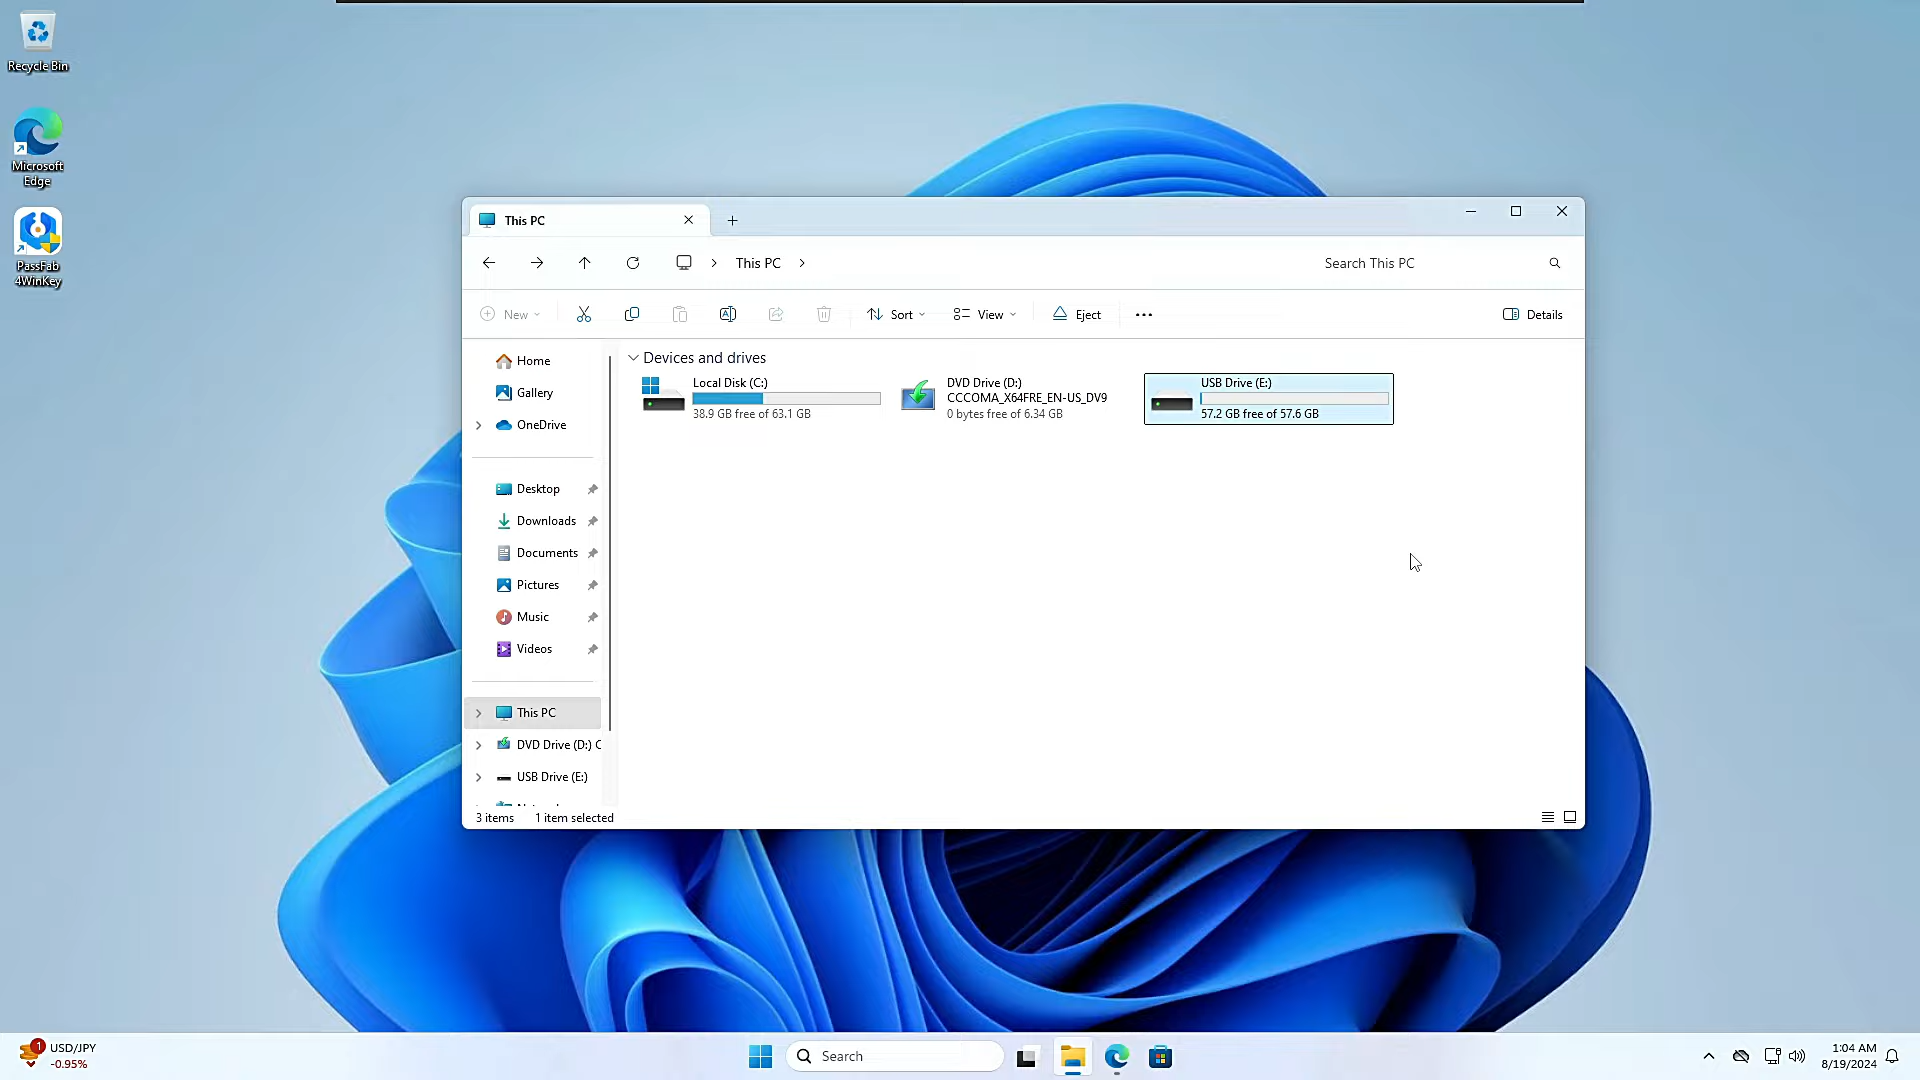 Recycle Bin
Microsoft
Edge
PassFab
4WinKey
This PC
This PC
Search This PC
New
Sort
View
Eject
Details
Home
Gallery
OneDrive
Desktop
Downloads
Documents
Pictures
Music
Videos
This PC
DVD Drive (D:) C
USB Drive (E:)
Devices and drives
Local Disk (C:)
38.9 GB free of 63.1 GB
DVD Drive (D:)
CCCOMA_X64FRE_EN-US_DV9
0 bytes free of 6.34 GB
USB Drive (E:)
57.2 GB free of 57.6 GB
3 items
1 item selected
1
USD/JPY
-0.95%
Search
1:04 AM
8/19/2024